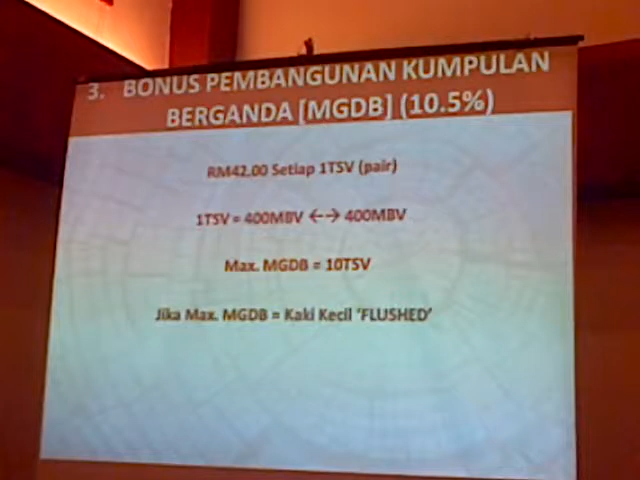 3. BONUS PEMBANGUNAN KUMPULAN
BERGANDA [MGDB] (10.5%)
RM42.00 Setiap 1TSV (pair)
1TSV = 400MBV ←→ 400MBV
Max. MGDB = 10TSV
Jika Max. MGDB = Kaki Kecil 'FLUSHED'